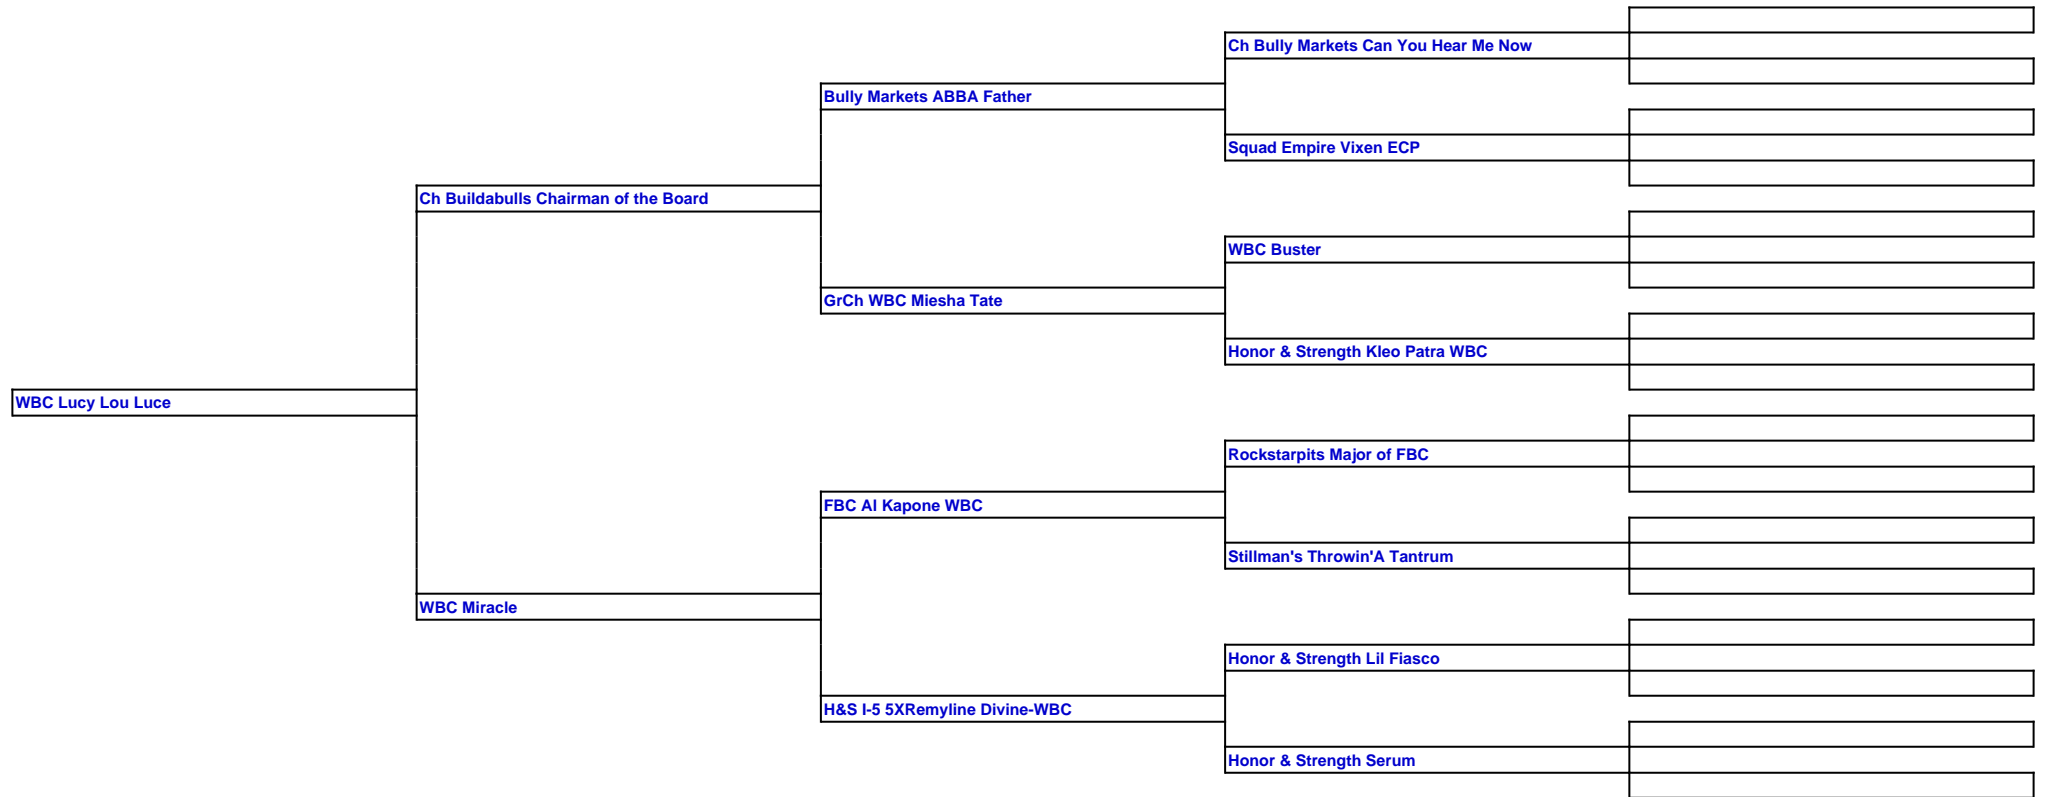 Ch Bully Markets Can You Hear Me Now
Bully Markets ABBA Father
Squad Empire Vixen ECP
Ch Buildabulls Chairman of the Board
WBC Buster
GrCh WBC Miesha Tate
Honor & Strength Kleo Patra WBC
WBC Lucy Lou Luce
Rockstarpits Major of FBC
FBC Al Kapone WBC
Stillman's Throwin'A Tantrum
WBC Miracle
Honor & Strength Lil Fiasco
H&S I-5 5XRemyline Divine-WBC
Honor & Strength Serum